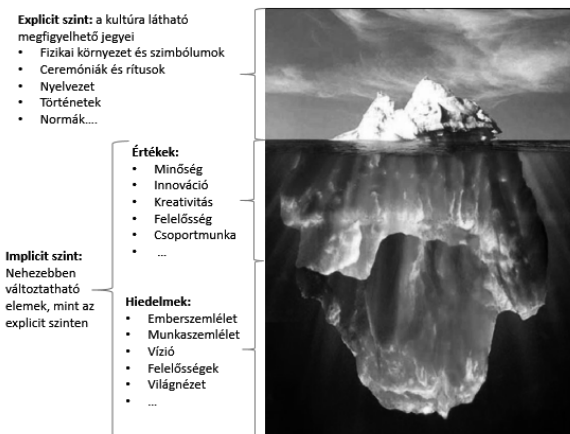 Explicit szint: a kultúra látható
megfigyelhető jegyei
• Fizikai környezet és szimbólumok
• Ceremóniák és rítusok
• Nyelvezet
• Történetek
• Normák....
Értékek:
• Minőség
• Innováció
• Kreativitás
• Felelősség
• Csoportmunka
• ...
Implicit szint:
Nehezebben
változtatható
elemek, mint az
explicit szinten
Hiedelmek:
• Emberszemlélet
• Munkaszemlélet
• Vízió
• Felelősségek
• Világnézet
• ...